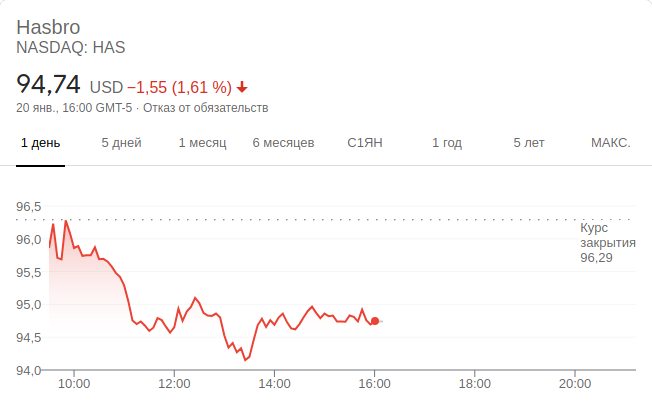 Hasbro
NASDAQ: HAS
94,74 USD −1,55 (1,61 %)
20 янв., 16:00 GMT-5 · Отказ от обязательств
1 день 5 дней 1 месяц 6 месяцев С1ЯН 1 год 5 лет МАКС.
96,5
96,0
95,5
95,0
94,5
94,0
Курс
закрытия
96,29
10:00 12:00 14:00 16:00 18:00 20:00